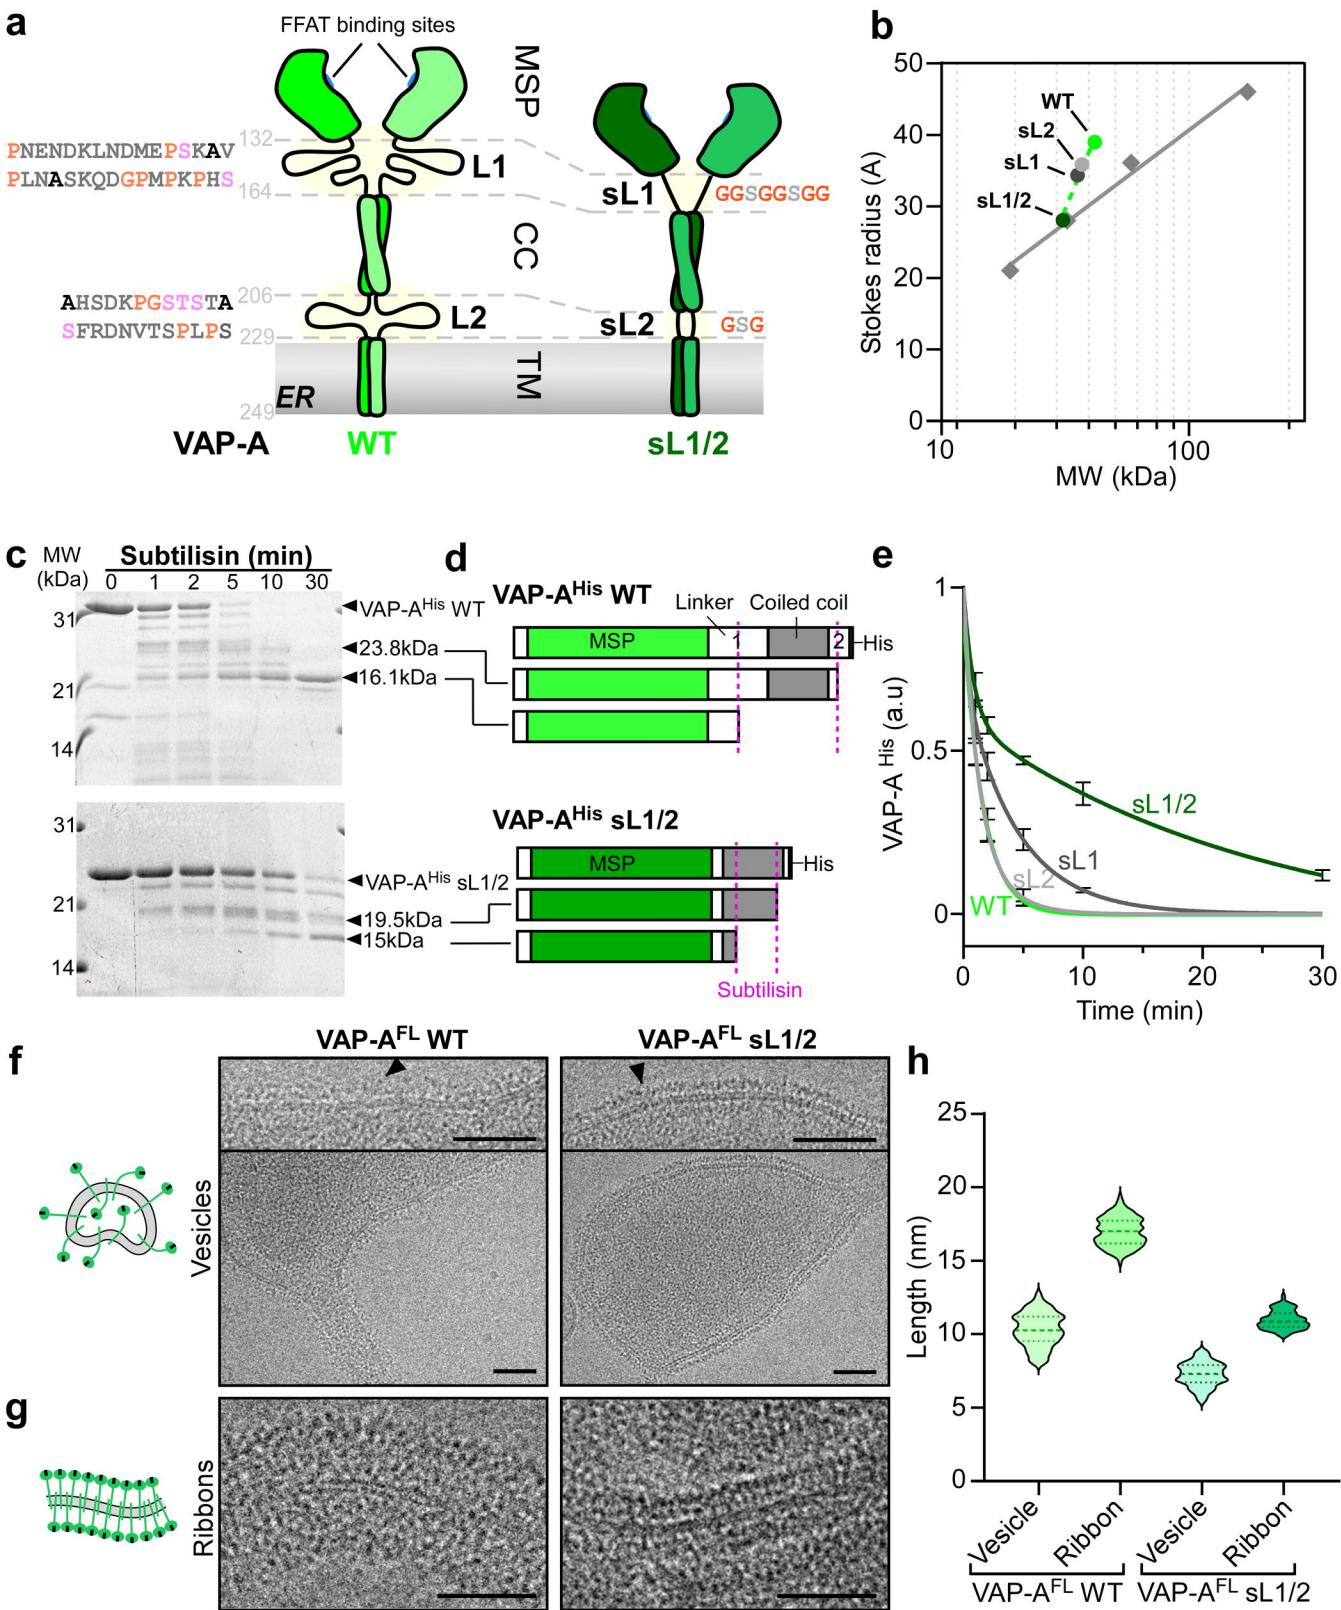 a
FFAT binding sites
MSP
132
PNENDKLNDMEPSKAV
PLNASKQDGPMPKPHS
L1
164
sL1
GGSGGSGG
CC
206
AHSDKPGSTSTA
SFRDNVTSPLPS
L2
229
sL2
GSG
TM
ER
249
VAP-A
WT
sL1/2
b
50
40
30
20
10
0
Stokes radius (A)
WT
sL2
sL1
sL1/2
10
100
MW (kDa)
c
MW
(kDa)
Subtilisin (min)
0 1 2 5 10 30
31
21
14
VAP-AHis WT
23.8kDa
16.1kDa
31
21
14
VAP-AHis sL1/2
19.5kDa
15kDa
d
VAP-AHis WT
Linker
Coiled coil
MSP
1
2
His
VAP-AHis sL1/2
MSP
His
Subtilisin
e
1
0.5
0
VAP-A His (a.u)
sL1/2
sL1
sL2
WT
0
10
20
30
Time (min)
f
VAP-AFL WT
VAP-AFL sL1/2
Vesicles
g
Ribbons
h
25
20
15
10
5
0
Length (nm)
Vesicle
Ribbon
Vesicle
Ribbon
VAP-AFL WT
VAP-AFL sL1/2